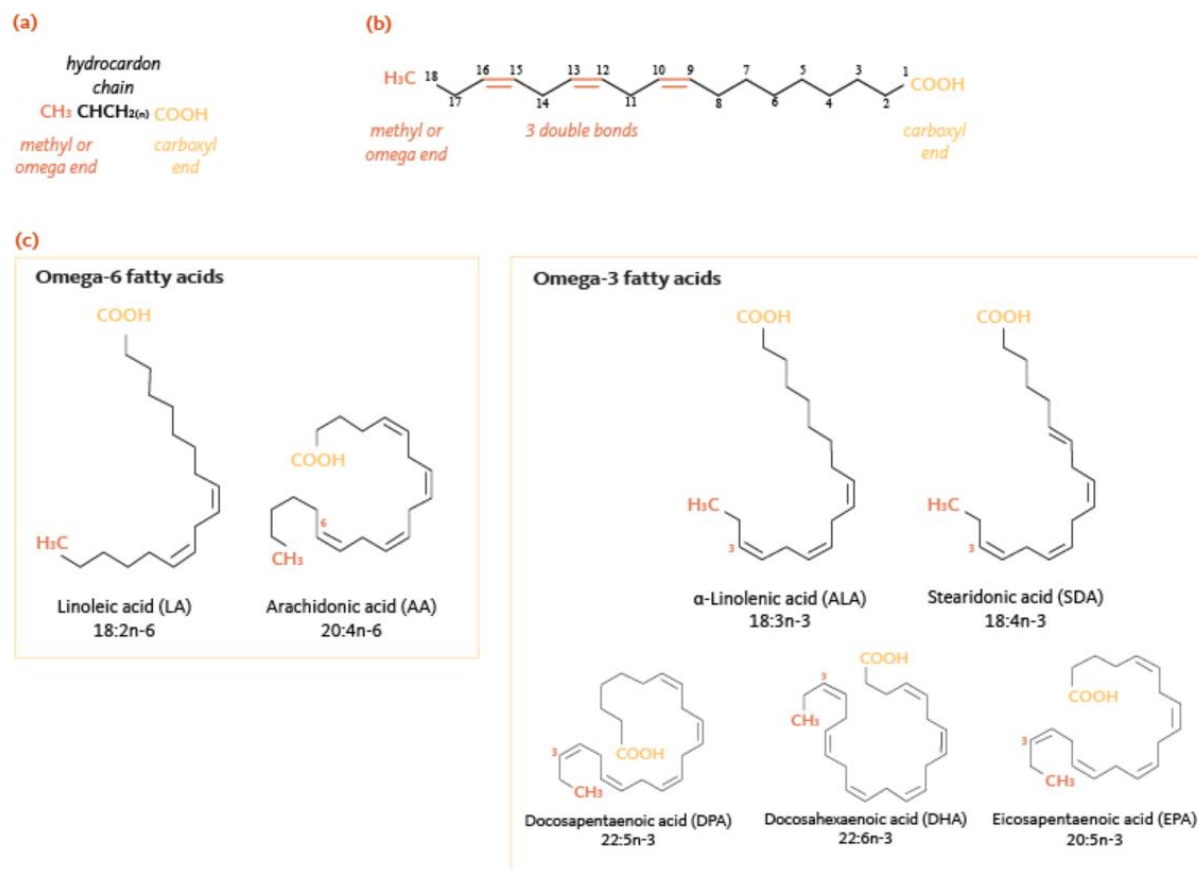 (a)
hydrocardon
chain
CH₃ CHCH₂₍ₙ₎ COOH
methyl or
omega end
carboxyl
end
(b)
H₃C 18 17 16 15 14 13 12 11 10 9 8 7 6 5 4 3 2 1 COOH
methyl or
omega end
3 double bonds
carboxyl
end
(c)
Omega-6 fatty acids
COOH
H₃C
Linoleic acid (LA)
18:2n-6
COOH
6
CH₃
Arachidonic acid (AA)
20:4n-6
Omega-3 fatty acids
COOH
H₃C
3
α-Linolenic acid (ALA)
18:3n-3
COOH
H₃C
3
Stearidonic acid (SDA)
18:4n-3
3
COOH
CH₃
Docosapentaenoic acid (DPA)
22:5n-3
COOH
3
CH₃
Docosahexaenoic acid (DHA)
22:6n-3
COOH
3
CH₃
Eicosapentaenoic acid (EPA)
20:5n-3